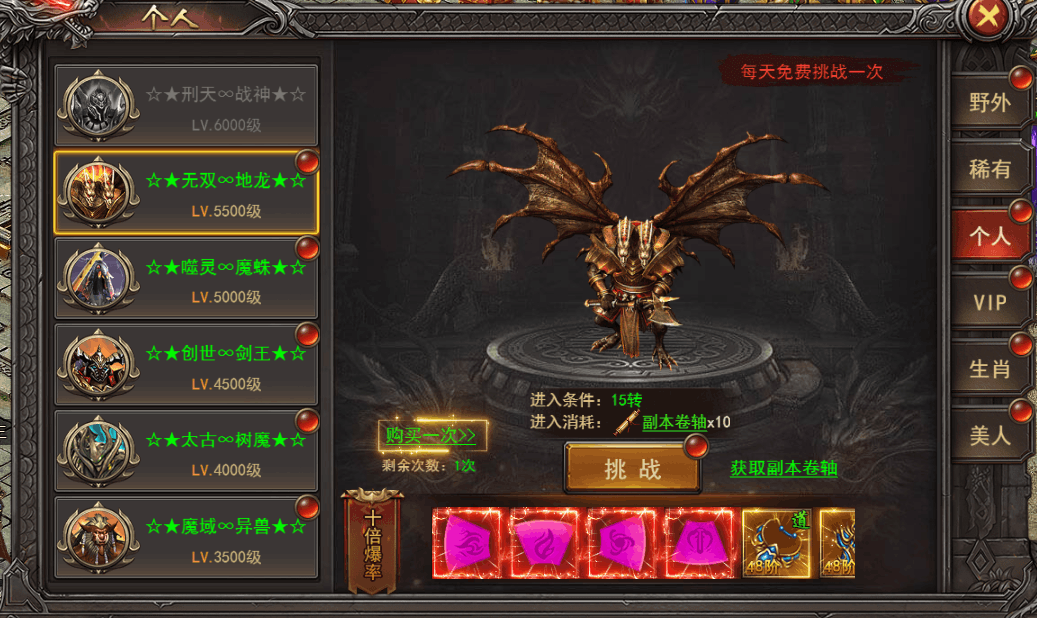 个人
☆★刑天∞战神★☆
LV.6000级
☆★无双∞地龙★☆
LV.5500级
☆★噬灵∞魔蛛★☆
LV.5000级
☆★创世∞剑王★☆
LV.4500级
☆★太古∞树魔★☆
LV.4000级
☆★魔域∞异兽★☆
LV.3500级
每天免费挑战一次
进入条件：15转
进入消耗：副本卷轴x10
购买一次>>
剩余次数：1次
挑战
获取副本卷轴
十倍爆率
道
48阶
48阶
野外
稀有
个人
VIP
生肖
美人